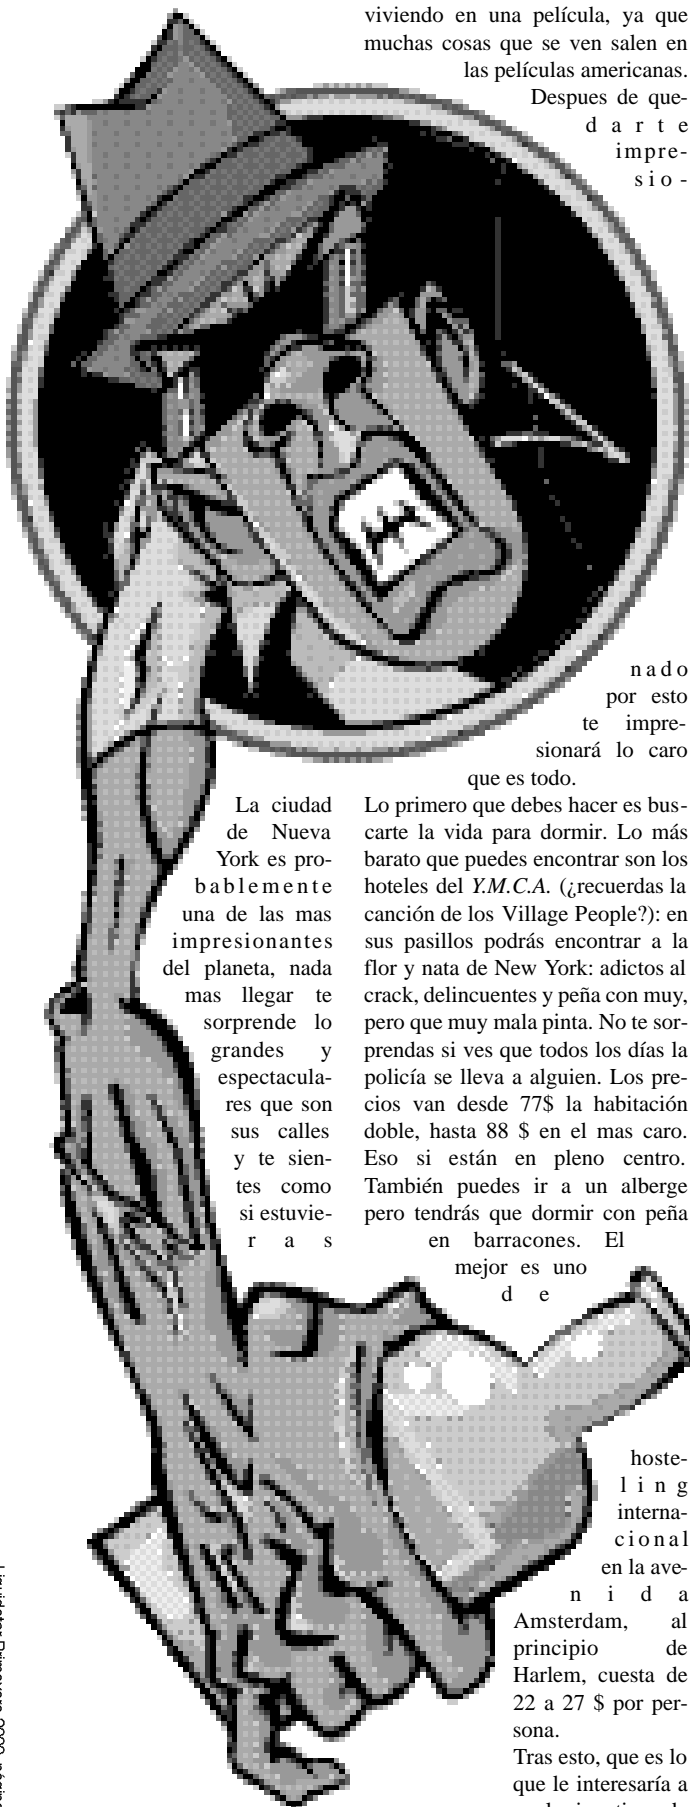 La ciudad
de Nueva
York es pro-
bablemente
una de las mas
impresionantes
del planeta, nada
mas llegar te
sorprende lo
grandes y
espectacula-
res que son
sus calles
y te sien-
tes como
si estuvie-
ras
viviendo en una película, ya que
muchas cosas que se ven salen en
las películas americanas.
Despues de que-
darte
impre-
sio-
nado
por esto
te impre-
sionará lo caro
que es todo.
Lo primero que debes hacer es bus-
carte la vida para dormir. Lo más
barato que puedes encontrar son los
hoteles del Y.M.C.A. (¿recuerdas la
canción de los Village People?): en
sus pasillos podrás encontrar a la
flor y nata de New York: adictos al
crack, delincuentes y peña con muy,
pero que muy mala pinta. No te sor-
prendas si ves que todos los días la
policía se lleva a alguien. Los pre-
cios van desde 77$ la habitación
doble, hasta 88 $ en el mas caro.
Eso si están en pleno centro.
También puedes ir a un alberge
pero tendrás que dormir con peña
en barracones. El
mejor es uno
de
hoste-
ling
interna-
cional
en la ave-
nida
Amsterdam, al
principio de
Harlem, cuesta de
22 a 27 $ por per-
sona.
Tras esto, que es lo
que le interesaría a